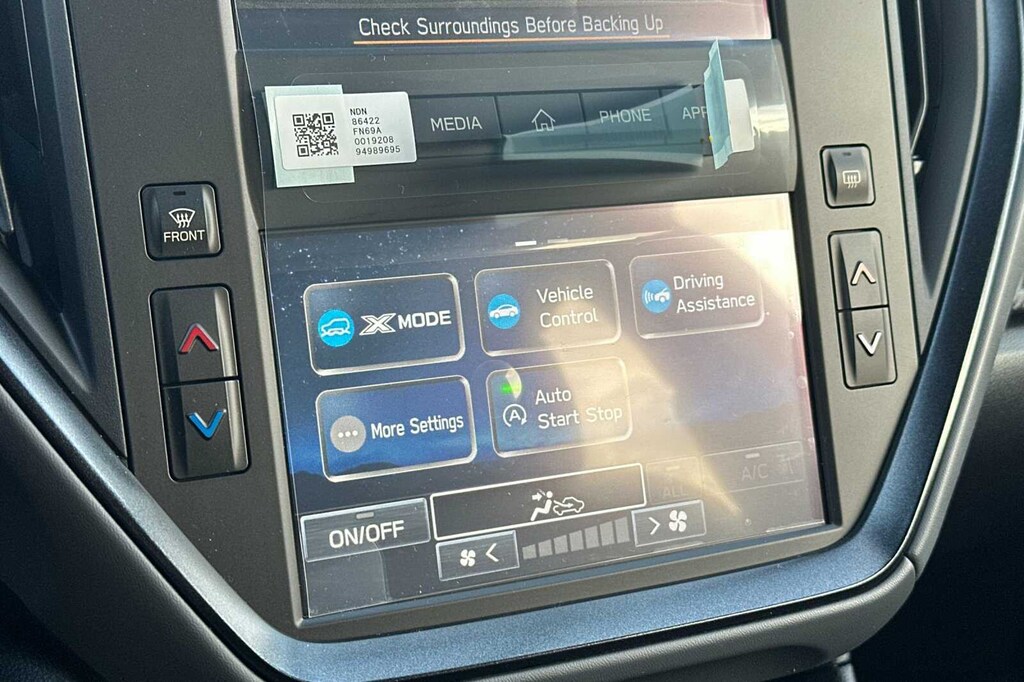 Check Surroundings Before Backing Up
NDN
86422
FN69A
0019208
94989695
MEDIA
PHONE
FRONT
X MODE
Vehicle
Control
Driving
Assistance
More Settings
A
Auto
Start Stop
ON/OFF
ALL
A/C